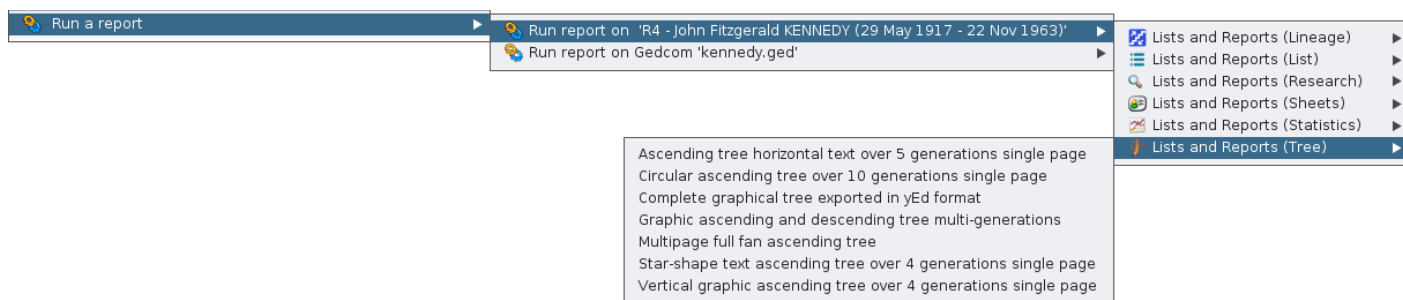 Run a report
Run report on  'R4 - John Fitzgerald KENNEDY (29 May 1917 - 22 Nov 1963)'
Run report on Gedcom 'kennedy.ged'
Lists and Reports (Lineage)
Lists and Reports (List)
Lists and Reports (Research)
Lists and Reports (Sheets)
Lists and Reports (Statistics)
Lists and Reports (Tree)
Ascending tree horizontal text over 5 generations single page
Circular ascending tree over 10 generations single page
Complete graphical tree exported in yEd format
Graphic ascending and descending tree multi-generations
Multipage full fan ascending tree
Star-shape text ascending tree over 4 generations single page
Vertical graphic ascending tree over 4 generations single page